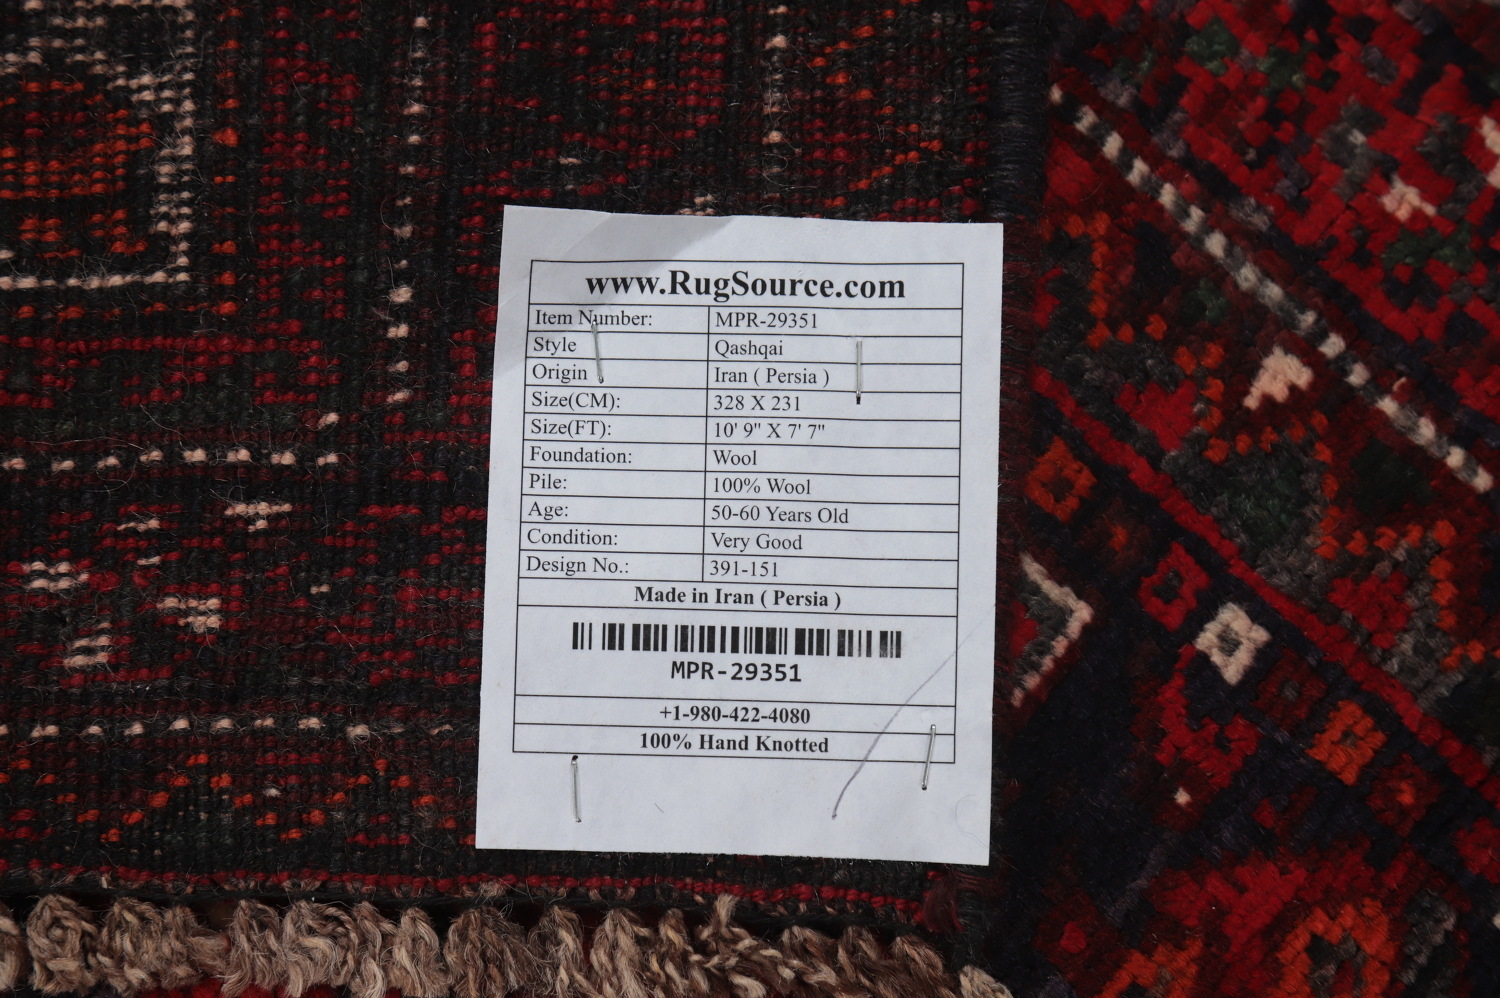 www.RugSource.com
Item Number: MPR-29351
Style Qashqai
Origin Iran ( Persia )
Size(CM): 328 X 231
Size(FT): 10' 9" X 7' 7"
Foundation: Wool
Pile: 100% Wool
Age: 50-60 Years Old
Condition: Very Good
Design No.: 391-151
Made in Iran ( Persia )
MPR-29351
+1-980-422-4080
100% Hand Knotted